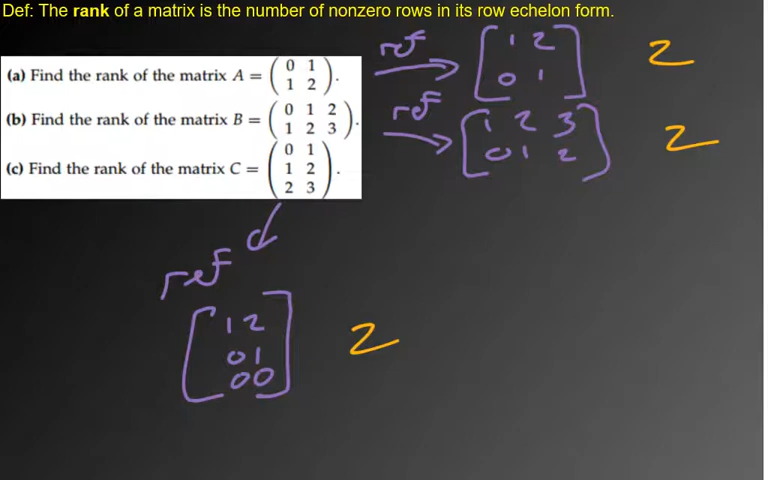 Def: The rank of a matrix is the number of nonzero rows in its row echelon form.
(a) Find the rank of the matrix A = ( 0 1
1 2 ).
ref
[ 1 2
0 1 ]
2
(b) Find the rank of the matrix B = ( 0 1 2
1 2 3 ).
ref
[ 1 2 3
0 1 2 ]
2
(c) Find the rank of the matrix C = ( 0 1
1 2
2 3 ).
ref
[ 1 2
0 1
0 0 ]
2